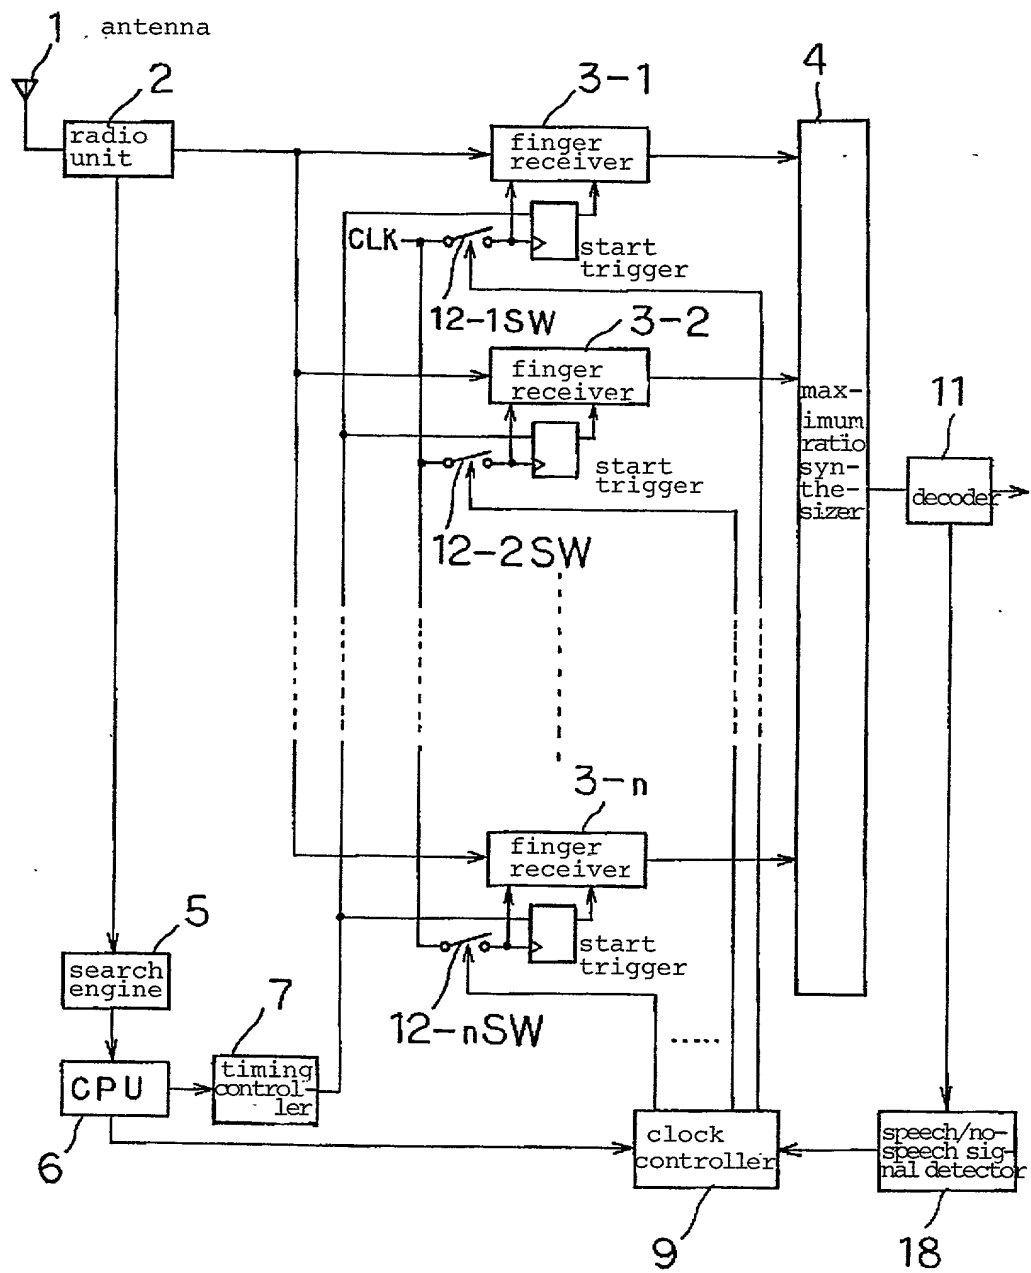 1 antenna
2
radio
unit
3-1
finger
receiver
4
CLK
start
trigger
12-1SW
3-2
finger
receiver
start
trigger
12-2SW
max-
imum
ratio
syn-
the-
sizer
11
decoder
3-n
finger
receiver
start
trigger
12-nSW
5
search
engine
7
timing
control-
ler
CPU
6
clock
controller
9
speech/no-
speech sig-
nal detector
18